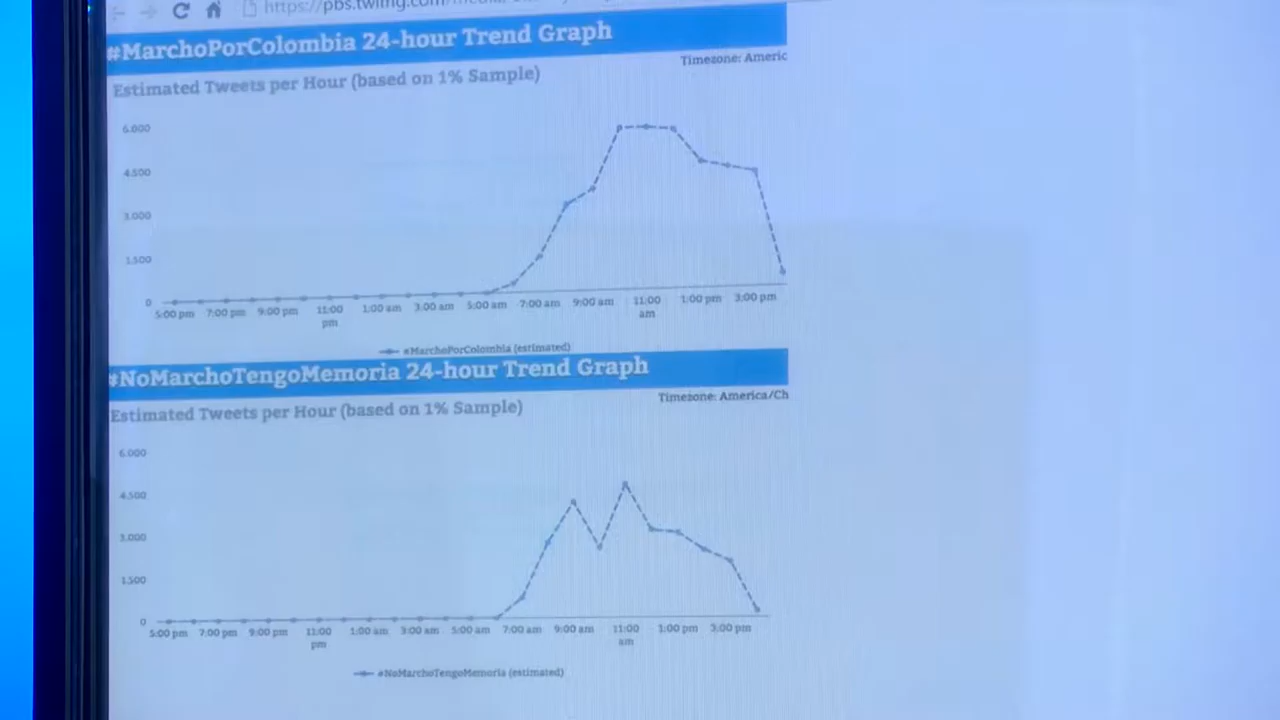 https://pbs.twimg.com/media/
#MarchoPorColombia 24-hour Trend Graph
Timezone: Americ
Estimated Tweets per Hour (based on 1% Sample)
6.000
4.500
3.000
1.500
0
5:00 pm 7:00 pm 9:00 pm 11:00 pm 1:00 am 3:00 am 5:00 am 7:00 am 9:00 am 11:00 am 1:00 pm 3:00 pm
#MarchoPorColombia (estimated)
#NoMarchoTengoMemoria 24-hour Trend Graph
Timezone: America/Ch
Estimated Tweets per Hour (based on 1% Sample)
6.000
4.500
3.000
1.500
0
5:00 pm 7:00 pm 9:00 pm 11:00 pm 1:00 am 3:00 am 5:00 am 7:00 am 9:00 am 11:00 am 1:00 pm 3:00 pm
#NoMarchoTengoMemoria (estimated)